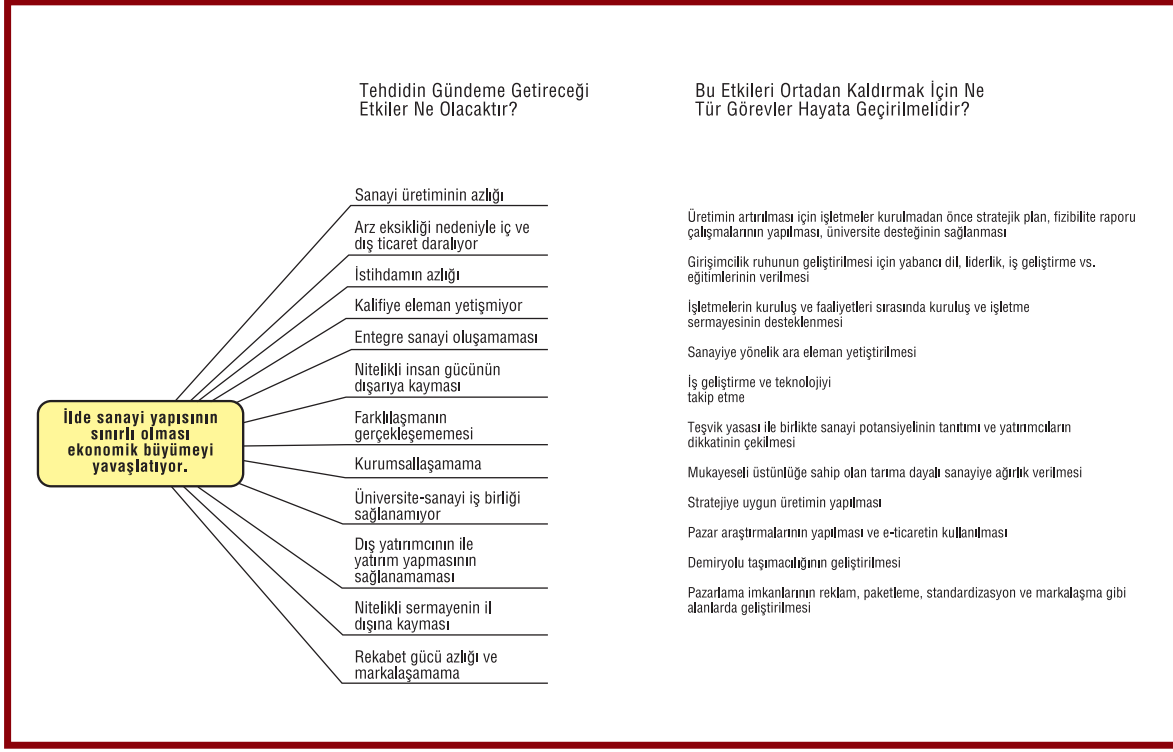 Tehdidin Gündeme Getireceği
Etkiler Ne Olacaktır?
Bu Etkileri Ortadan Kaldırmak İçin Ne
Tür Görevler Hayata Geçirilmelidir?
İlde sanayi yapısının
sınırlı olması
ekonomik büyümeyi
yavaşlatıyor.
Sanayi üretiminin azlığı
Arz eksikliği nedeniyle iç ve
dış ticaret daralıyor
İstihdamın azlığı
Kalifiye eleman yetişmiyor
Entegre sanayi oluşamaması
Nitelikli insan gücünün
dışarıya kayması
Farklılaşmanın
gerçekleşememesi
Kurumsallaşamama
Üniversite-sanayi iş birliği
sağlanamıyor
Dış yatırımcının ile
yatırım yapmasının
sağlanamaması
Nitelikli sermayenin il
dışına kayması
Rekabet gücü azlığı ve
markalaşamama
Üretimin artırılması için işletmeler kurulmadan önce stratejik plan, fizibilite raporu
çalışmalarının yapılması, üniversite desteğinin sağlanması
Girişimcilik ruhunun geliştirilmesi için yabancı dil, liderlik, iş geliştirme vs.
eğitimlerinin verilmesi
İşletmelerin kuruluş ve faaliyetleri sırasında kuruluş ve işletme
sermayesinin desteklenmesi
Sanayiye yönelik ara eleman yetiştirilmesi
İş geliştirme ve teknolojiyi
takip etme
Teşvik yasası ile birlikte sanayi potansiyelinin tanıtımı ve yatırımcıların
dikkatinin çekilmesi
Mukayeseli üstünlüğe sahip olan tarıma dayalı sanayiye ağırlık verilmesi
Stratejiye uygun üretimin yapılması
Pazar araştırmalarının yapılması ve e-ticaretin kullanılması
Demiryolu taşımacılığının geliştirilmesi
Pazarlama imkanlarının reklam, paketleme, standardizasyon ve markalaşma gibi
alanlarda geliştirilmesi